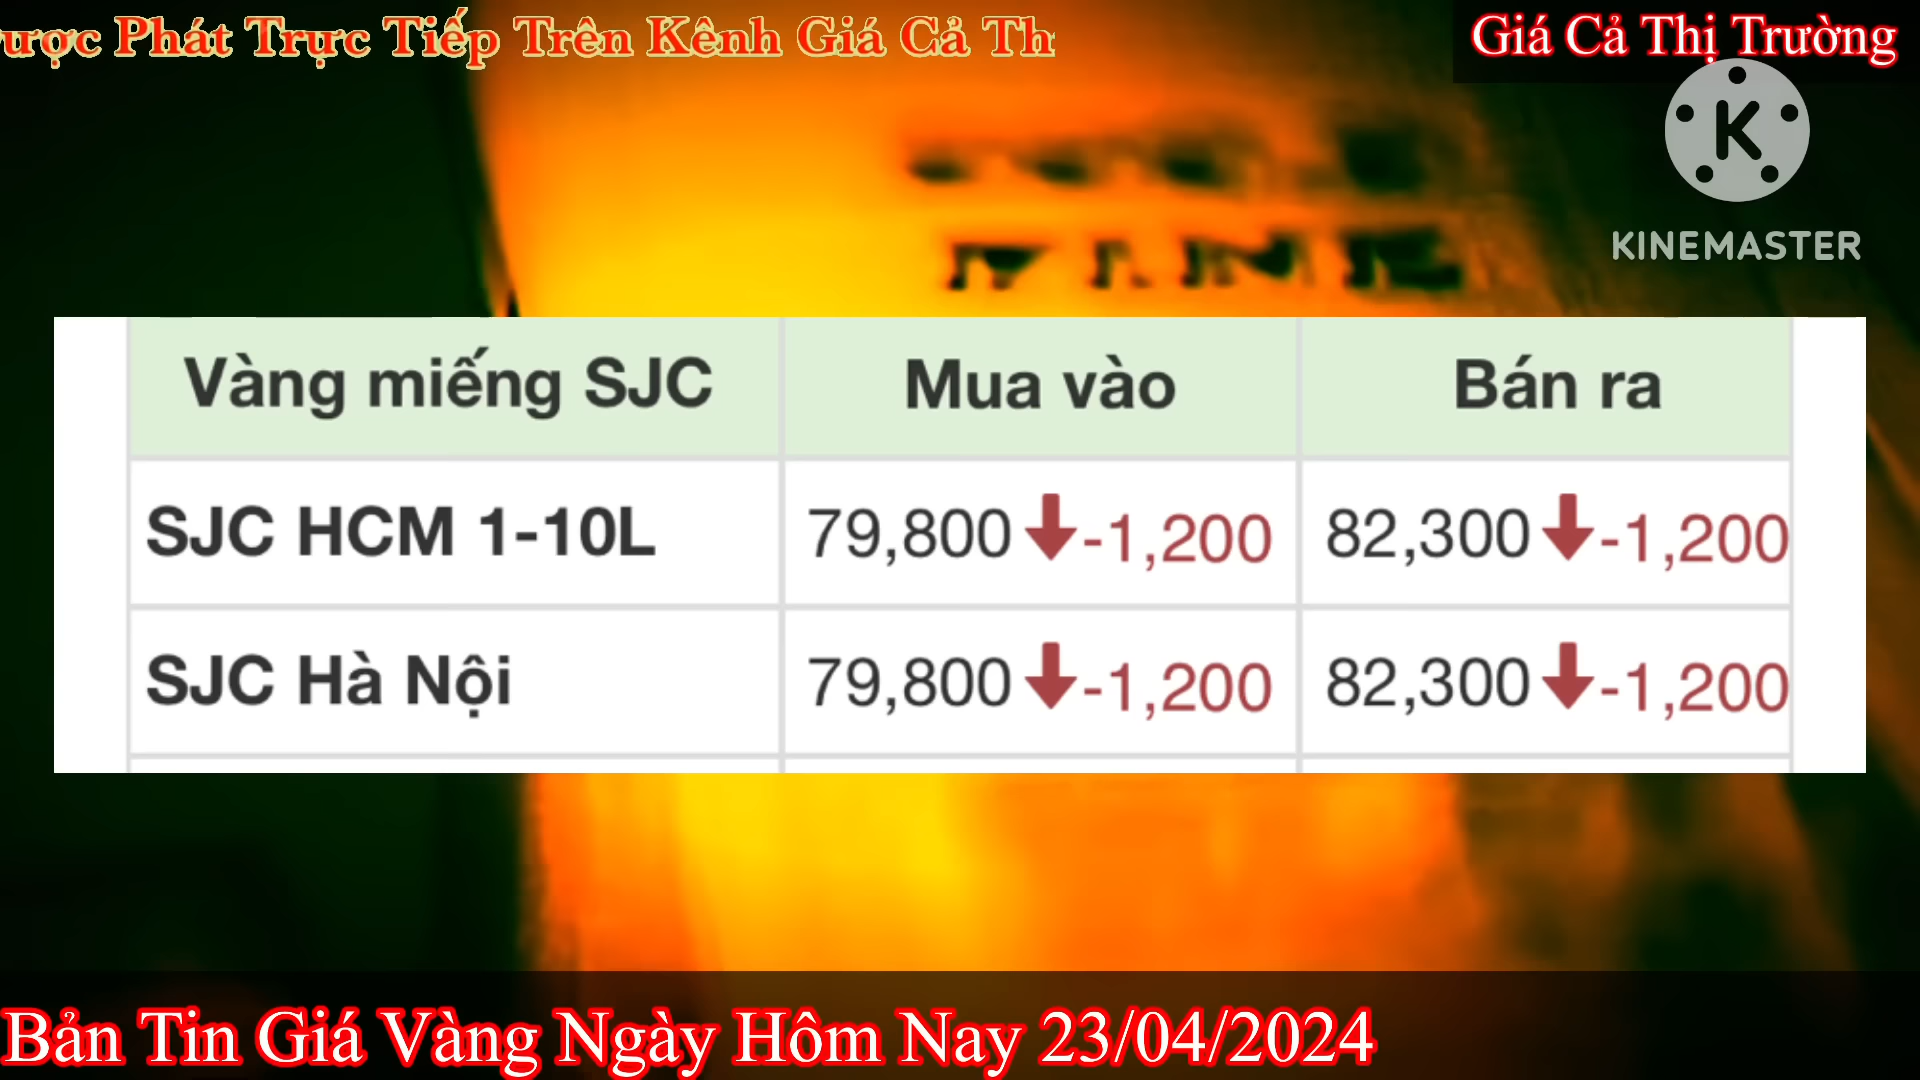 Phát Trực Tiếp Trên Kênh Giá Cả
Giá Cả Thị Trường
K
KINEMASTER
Vàng miếng SJC Mua vào Bán ra
SJC HCM 1-10L 79,800 -1,200 82,300 -1,200
SJC Hà Nội 79,800 -1,200 82,300 -1,200
Bản Tin Giá Vàng Ngày Hôm Nay 23/04/2024